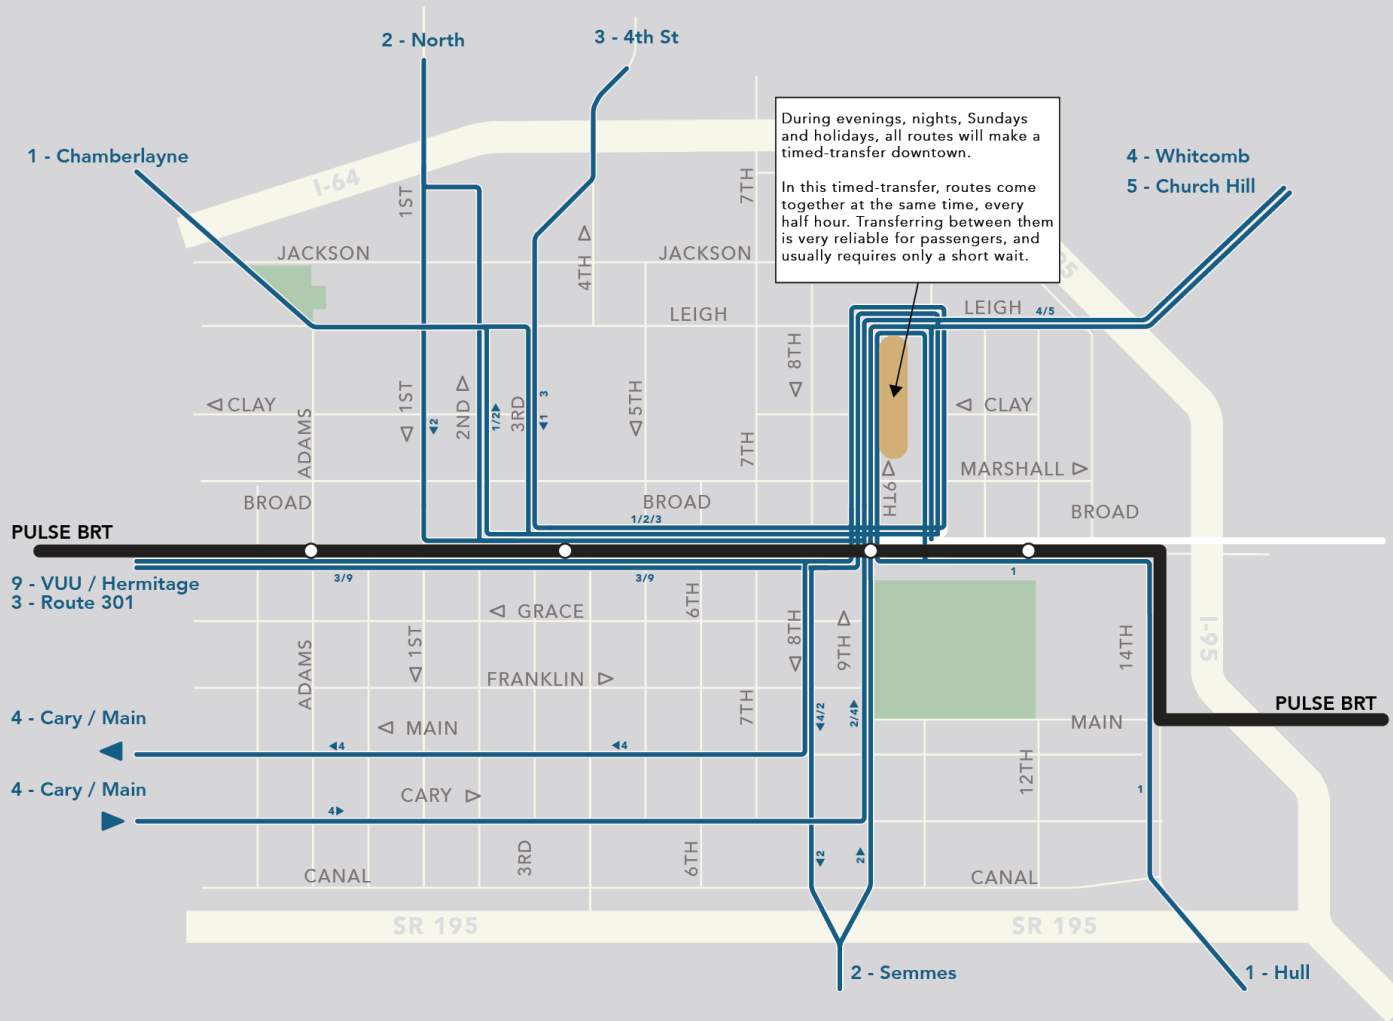 2 - North
3 - 4th St
During evenings, nights, Sundays
and holidays, all routes will make a
timed-transfer downtown.
In this timed-transfer, routes come
together at the same time, every
half hour. Transferring between them
is very reliable for passengers, and
usually requires only a short wait.
1 - Chamberlayne
4 - Whitcomb
5 - Church Hill
I-64
1ST
7TH
JACKSON
4TH
JACKSON
95
LEIGH
LEIGH
4/5
8TH
CLAY
ADAMS
1ST
2
2ND
1/2
3RD
3
1
5TH
7TH
CLAY
9TH
MARSHALL
BROAD
BROAD
BROAD
1/2/3
PULSE BRT
3/9
3/9
1
9 - VUU / Hermitage
3 - Route 301
GRACE
6TH
8TH
9TH
14TH
I-95
ADAMS
1ST
FRANKLIN
7TH
4/2
2/4
PULSE BRT
4 - Cary / Main
MAIN
MAIN
4
4
12TH
1
4 - Cary / Main
CARY
4
3RD
6TH
2
2
CANAL
CANAL
SR 195
SR 195
2 - Semmes
1 - Hull